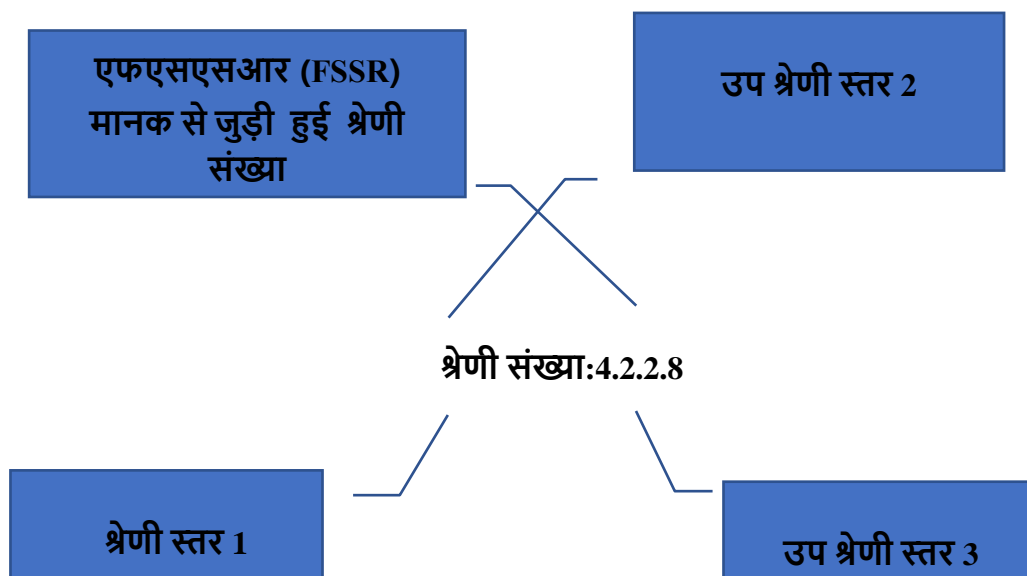 एफएसएसआर (FSSR)
मानक से जुड़ी हुई श्रेणी
संख्या
उप श्रेणी स्तर 2
श्रेणी संख्या:4.2.2.8
श्रेणी स्तर 1
उप श्रेणी स्तर 3